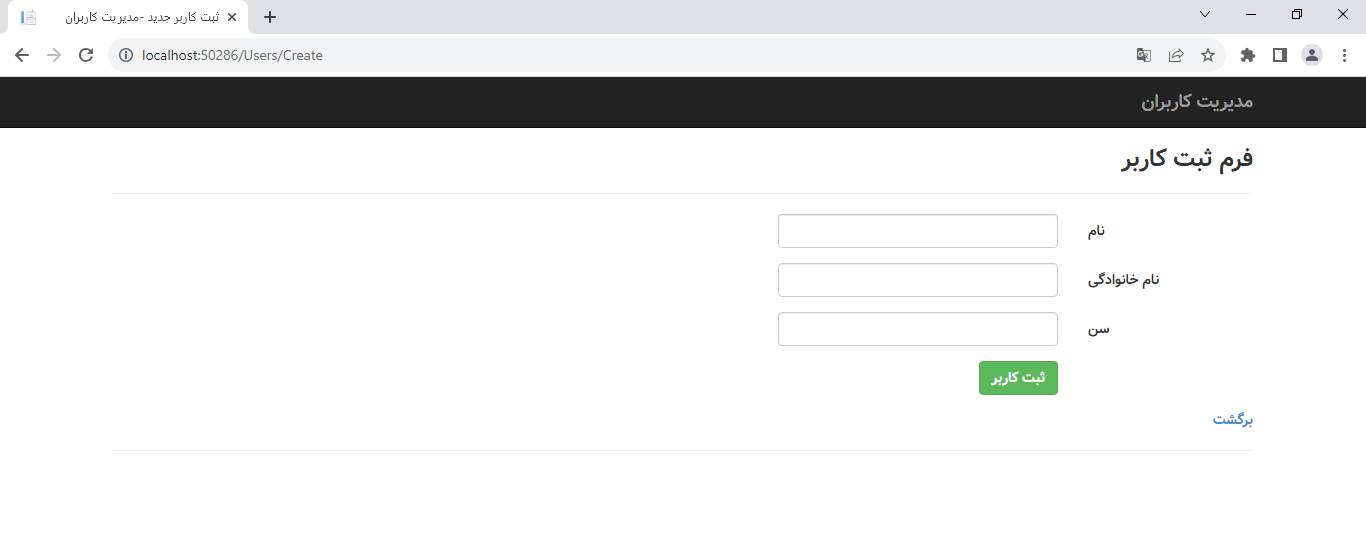 ثبت کاربر جدید -مدیریت کاربران
localhost:50286/Users/Create
مدیریت کاربران
فرم ثبت کاربر
نام
نام خانوادگی
سن
ثبت کاربر
برگشت